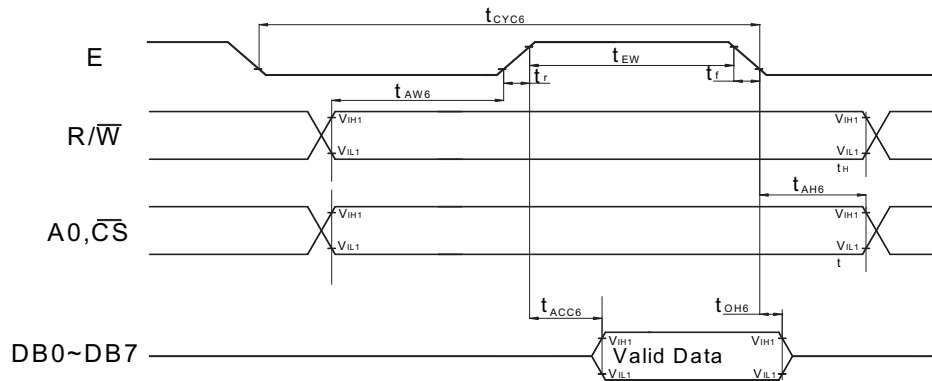 tCYC6
E
tEW
tr
tf
tAW6
R/W
VIH1
VIH1
VIL1
VIL1
tH
tAH6
A0,CS
VIH1
VIH1
VIL1
VIL1
t
tACC6
tOH6
DB0~DB7
VIH1
Valid Data
VIH1
VIL1
VIL1